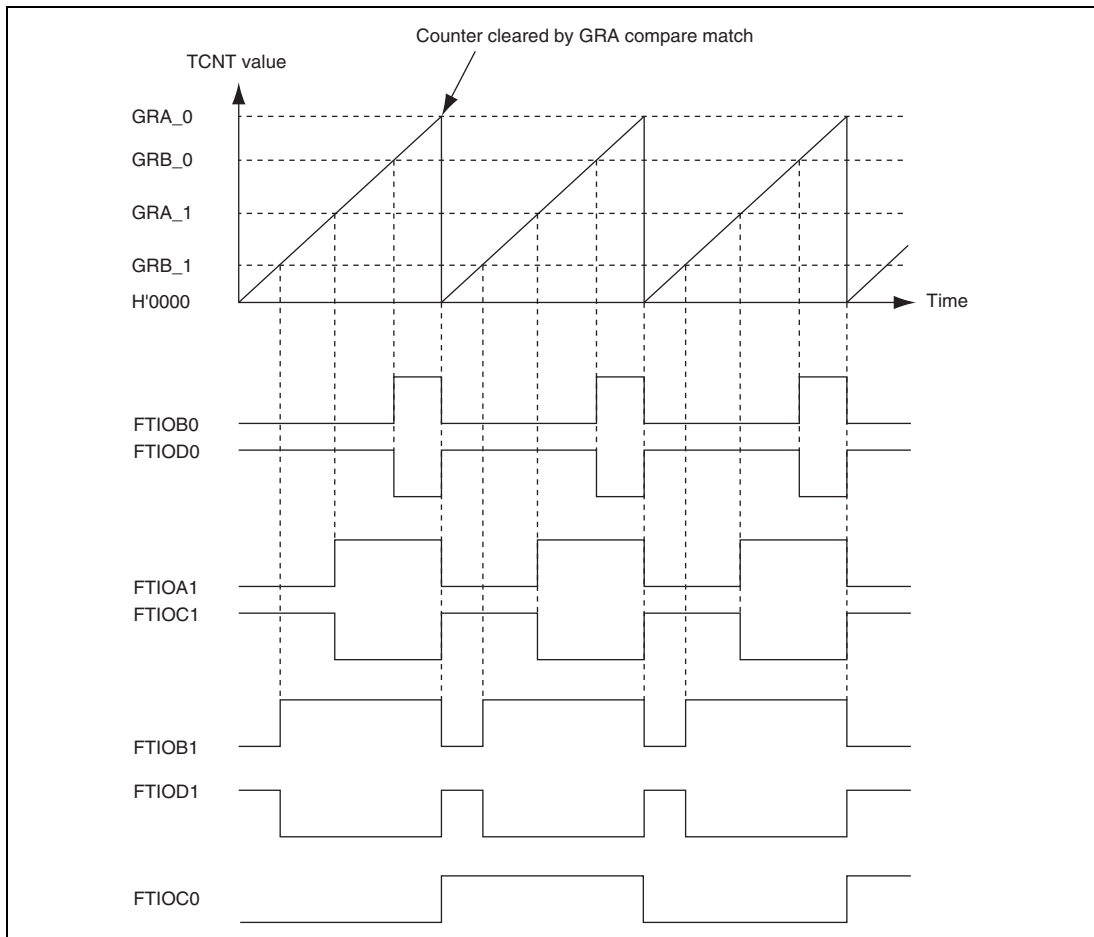 Counter cleared by GRA compare match
TCNT value
GRA_0
GRB_0
GRA_1
GRB_1
H'0000
Time
FTIOB0
FTIOD0
FTIOA1
FTIOC1
FTIOB1
FTIOD1
FTIOC0